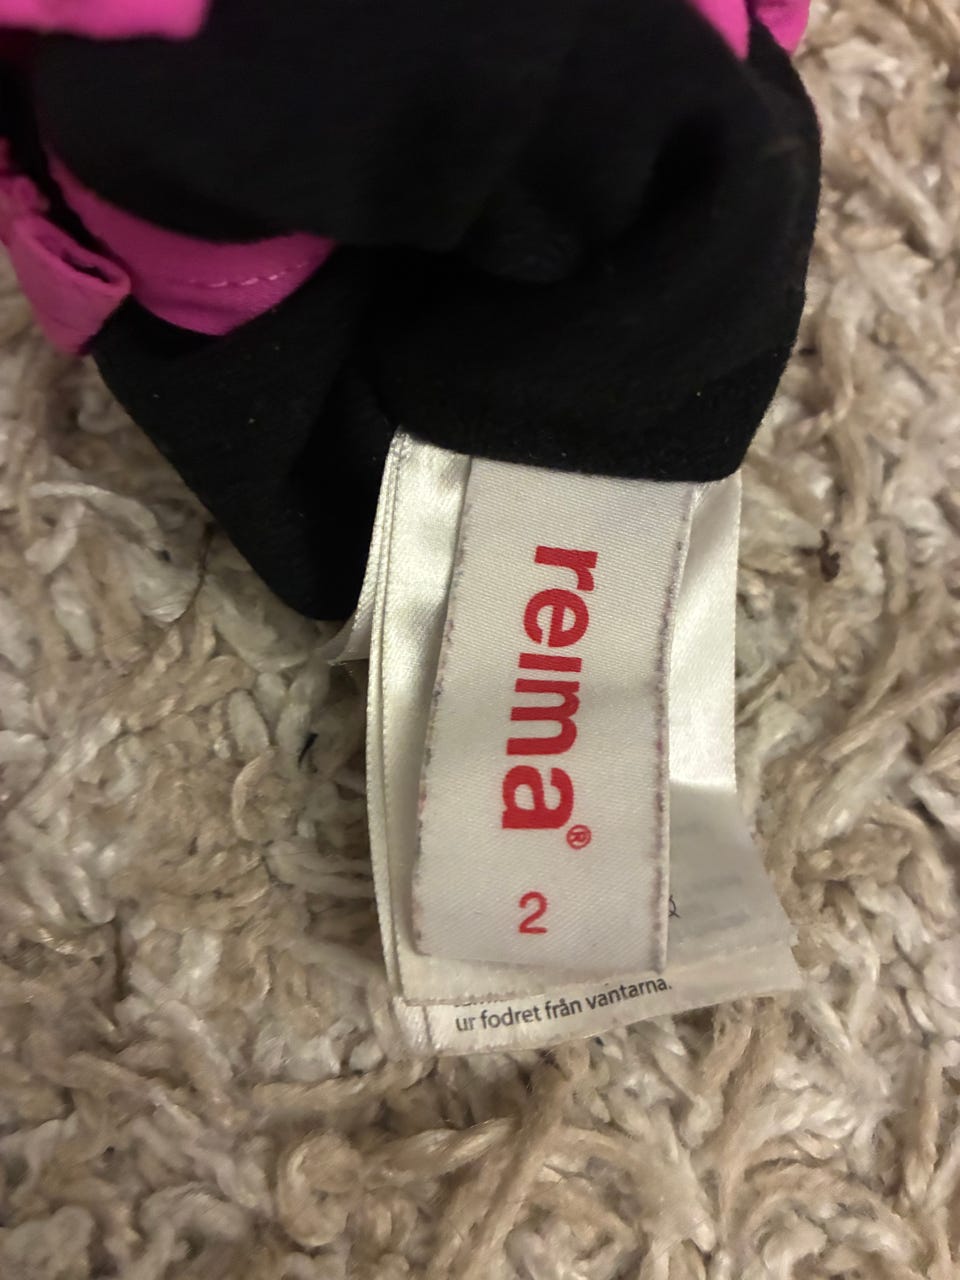 reima®
2
ur fodret från vantarna.